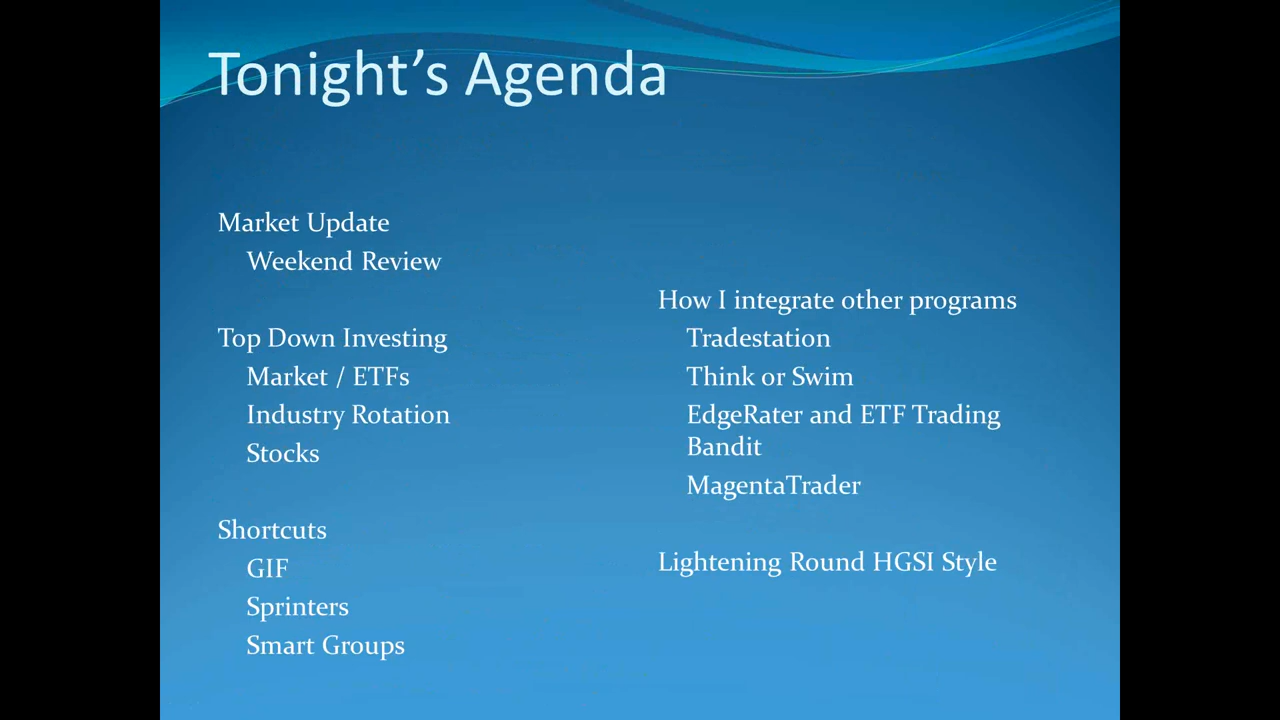 Tonight’s Agenda
Market Update
Weekend Review
Top Down Investing
Market / ETFs
Industry Rotation
Stocks
Shortcuts
GIF
Sprinters
Smart Groups
How I integrate other programs
Tradestation
Think or Swim
EdgeRater and ETF Trading
Bandit
MagentaTrader
Lightening Round HGSI Style